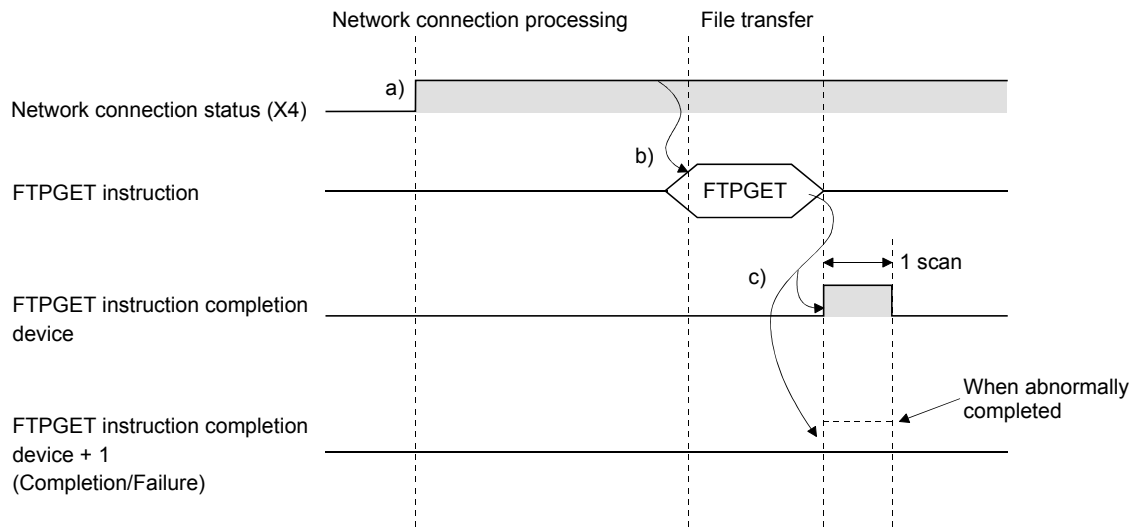 Network connection processing
File transfer
a)
Network connection status (X4)
b)
FTPGET instruction
FTPGET
1 scan
c)
FTPGET instruction completion
device
When abnormally
completed
FTPGET instruction completion
device + 1
(Completion/Failure)